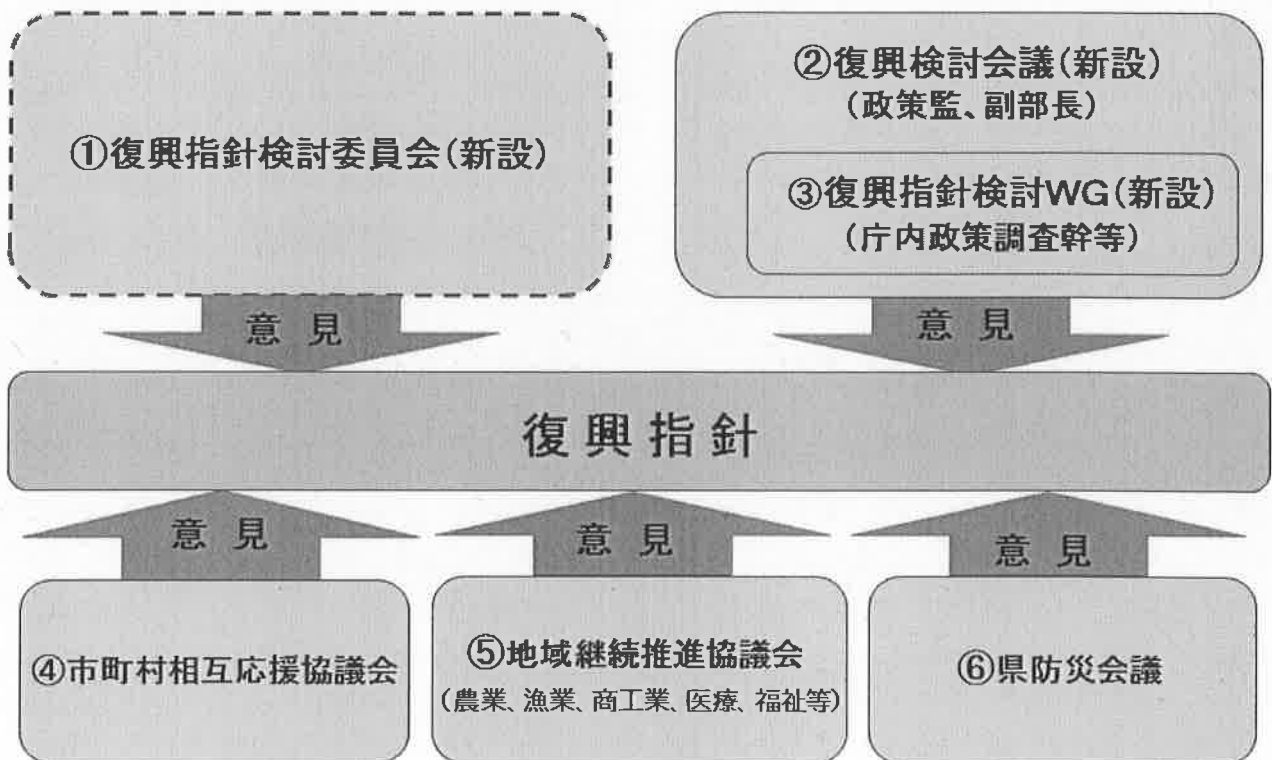 ①復興指針検討委員会(新設)
②復興検討会議(新設)
(政策監、副部長)
③復興指針検討WG(新設)
(庁内政策調査幹等)
意見
意見
復興指針
意見
意見
意見
④市町村相互応援協議会
⑤地域継続推進協議会
(農業、漁業、商工業、医療、福祉等)
⑥県防災会議